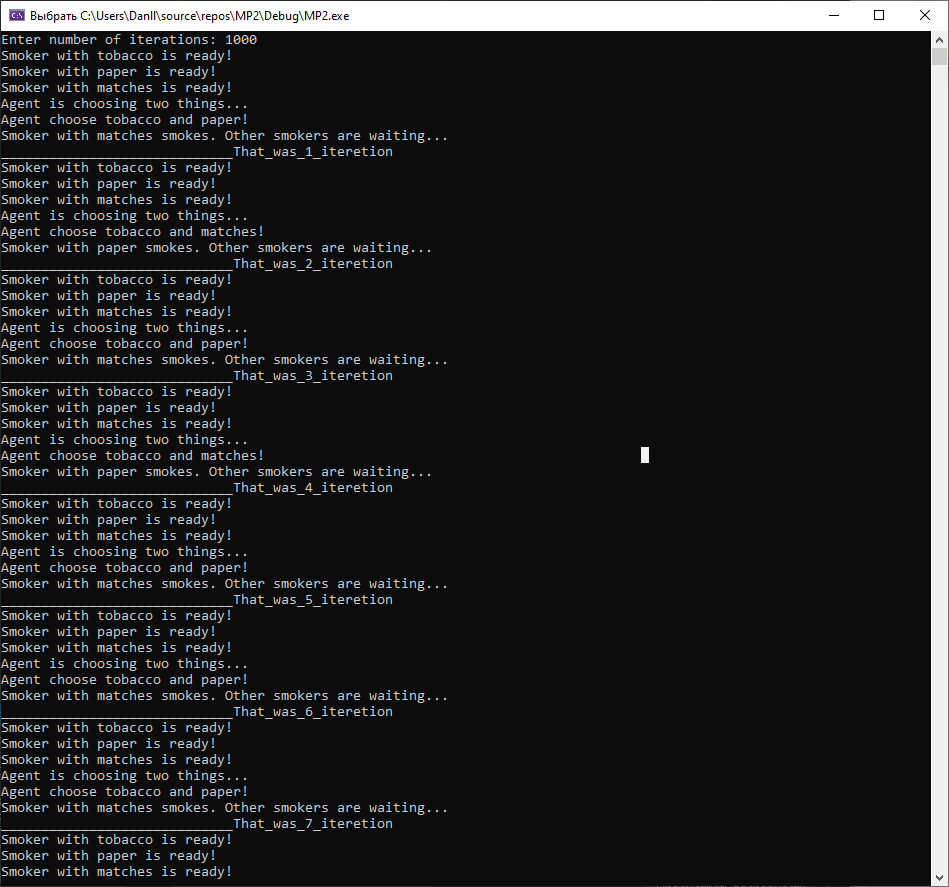 Выбрать C:\Users\Danll\source\repos\MP2\Debug\MP2.exe
Enter number of iterations: 1000
Smoker with tobacco is ready!
Smoker with paper is ready!
Smoker with matches is ready!
Agent is choosing two things...
Agent choose tobacco and paper!
Smoker with matches smokes. Other smokers are waiting...
_____________________________That_was_1_iteretion
Smoker with tobacco is ready!
Smoker with paper is ready!
Smoker with matches is ready!
Agent is choosing two things...
Agent choose tobacco and matches!
Smoker with paper smokes. Other smokers are waiting...
_____________________________That_was_2_iteretion
Smoker with tobacco is ready!
Smoker with paper is ready!
Smoker with matches is ready!
Agent is choosing two things...
Agent choose tobacco and paper!
Smoker with matches smokes. Other smokers are waiting...
_____________________________That_was_3_iteretion
Smoker with tobacco is ready!
Smoker with paper is ready!
Smoker with matches is ready!
Agent is choosing two things...
Agent choose tobacco and matches!
Smoker with paper smokes. Other smokers are waiting...
_____________________________That_was_4_iteretion
Smoker with tobacco is ready!
Smoker with paper is ready!
Smoker with matches is ready!
Agent is choosing two things...
Agent choose tobacco and paper!
Smoker with matches smokes. Other smokers are waiting...
_____________________________That_was_5_iteretion
Smoker with tobacco is ready!
Smoker with paper is ready!
Smoker with matches is ready!
Agent is choosing two things...
Agent choose tobacco and paper!
Smoker with matches smokes. Other smokers are waiting...
_____________________________That_was_6_iteretion
Smoker with tobacco is ready!
Smoker with paper is ready!
Smoker with matches is ready!
Agent is choosing two things...
Agent choose tobacco and paper!
Smoker with matches smokes. Other smokers are waiting...
_____________________________That_was_7_iteretion
Smoker with tobacco is ready!
Smoker with paper is ready!
Smoker with matches is ready!